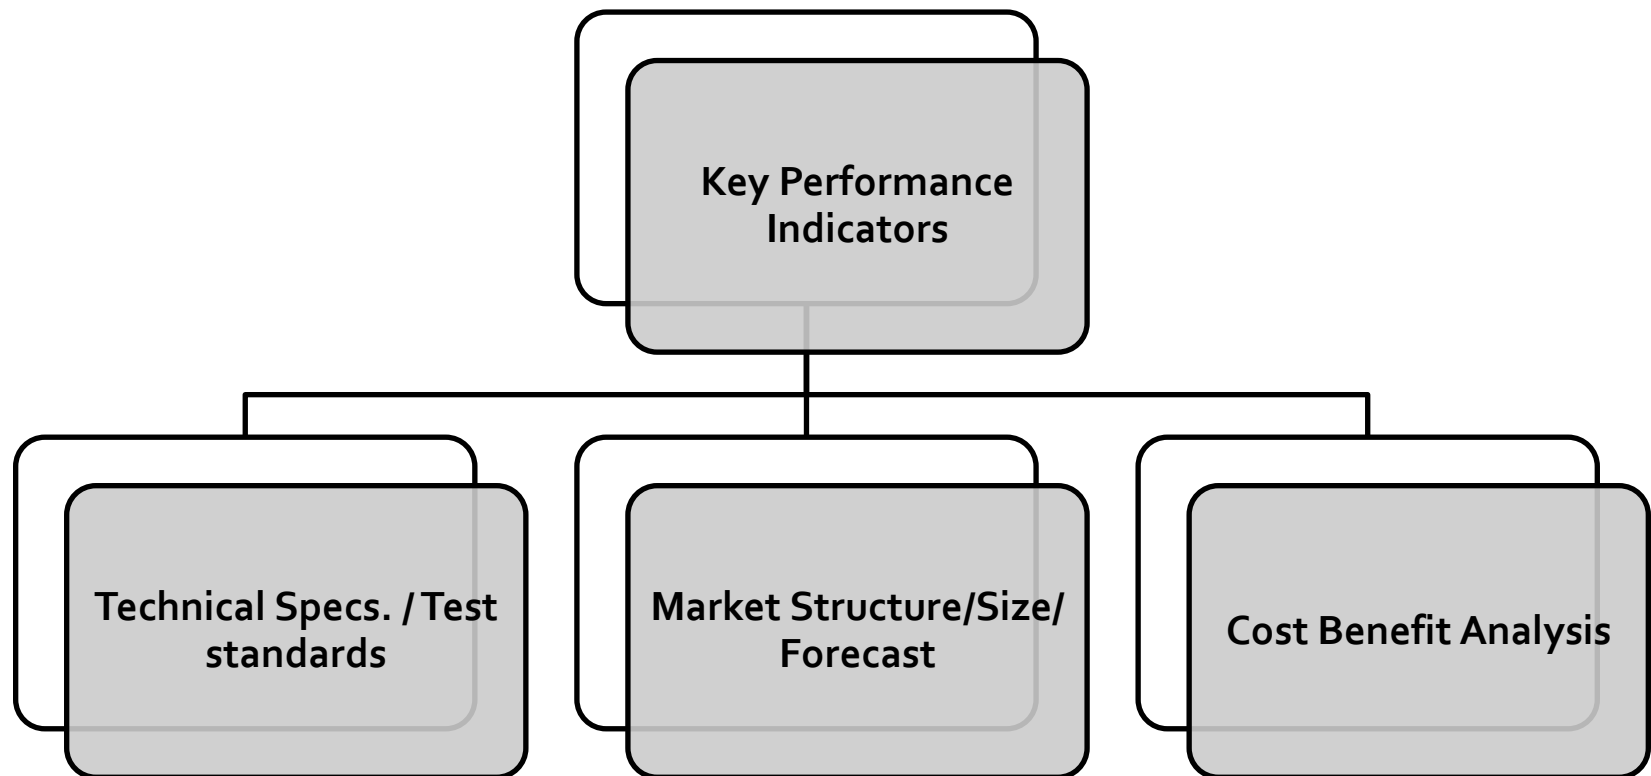 Key Performance
Indicators
Technical Specs. / Test
standards
Market Structure/Size/
Forecast
Cost Benefit Analysis